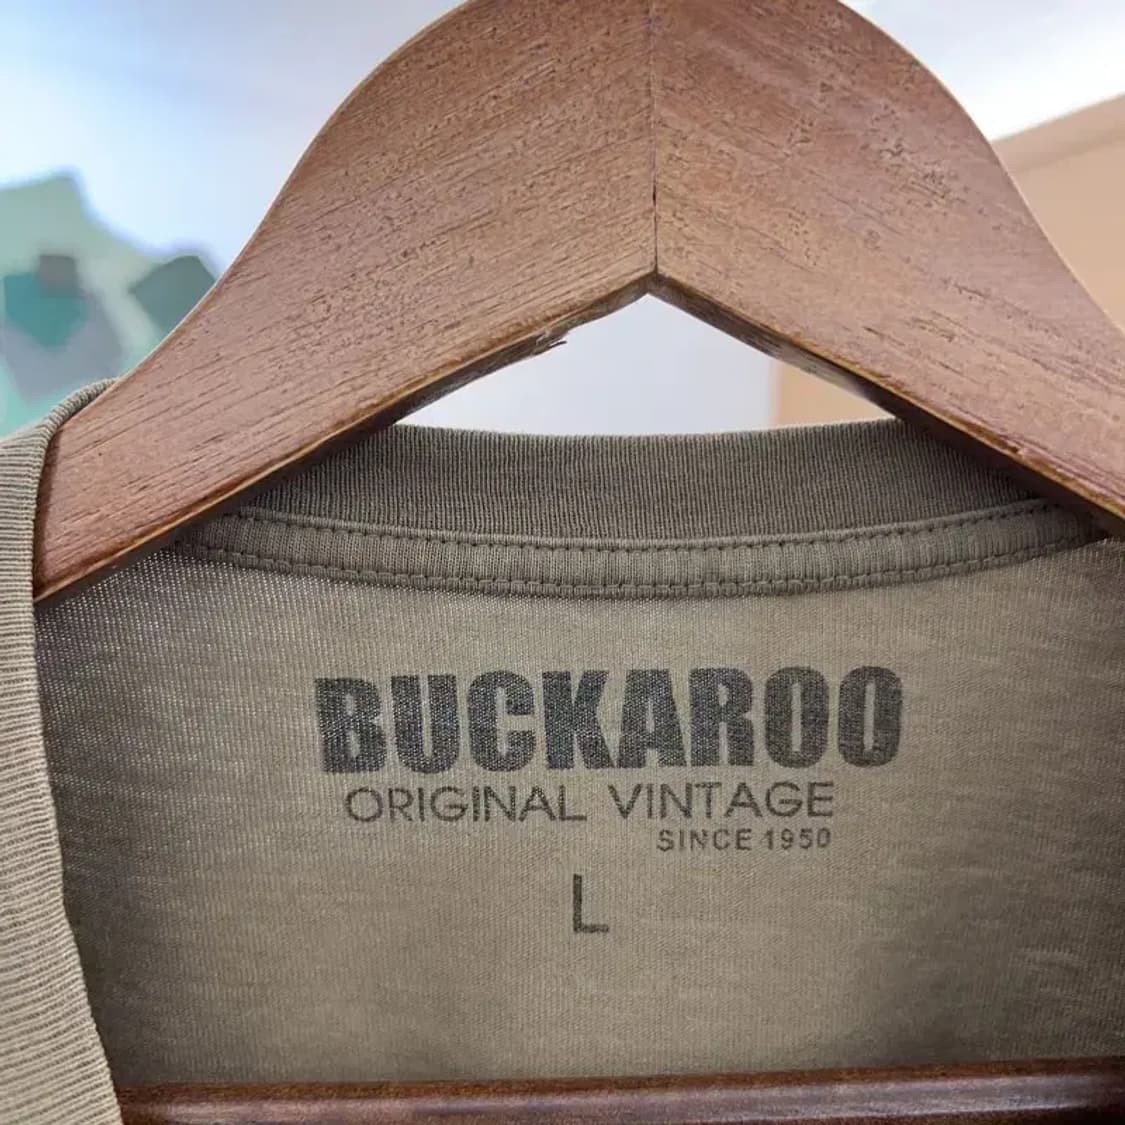 BUCKAROO
ORIGINAL VINTAGE
SINCE 1950
L